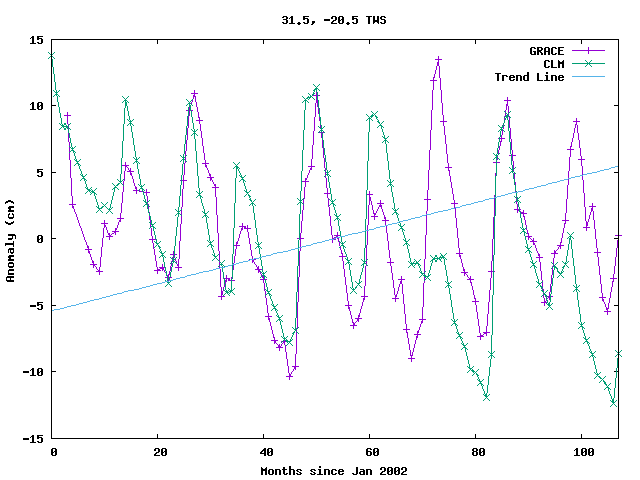 31.5, -20.5 TWS
GRACE
CLM
Trend Line
15
10
5
0
-5
-10
-15
Anomaly (cm)
0 20 40 60 80 100
Months since Jan 2002